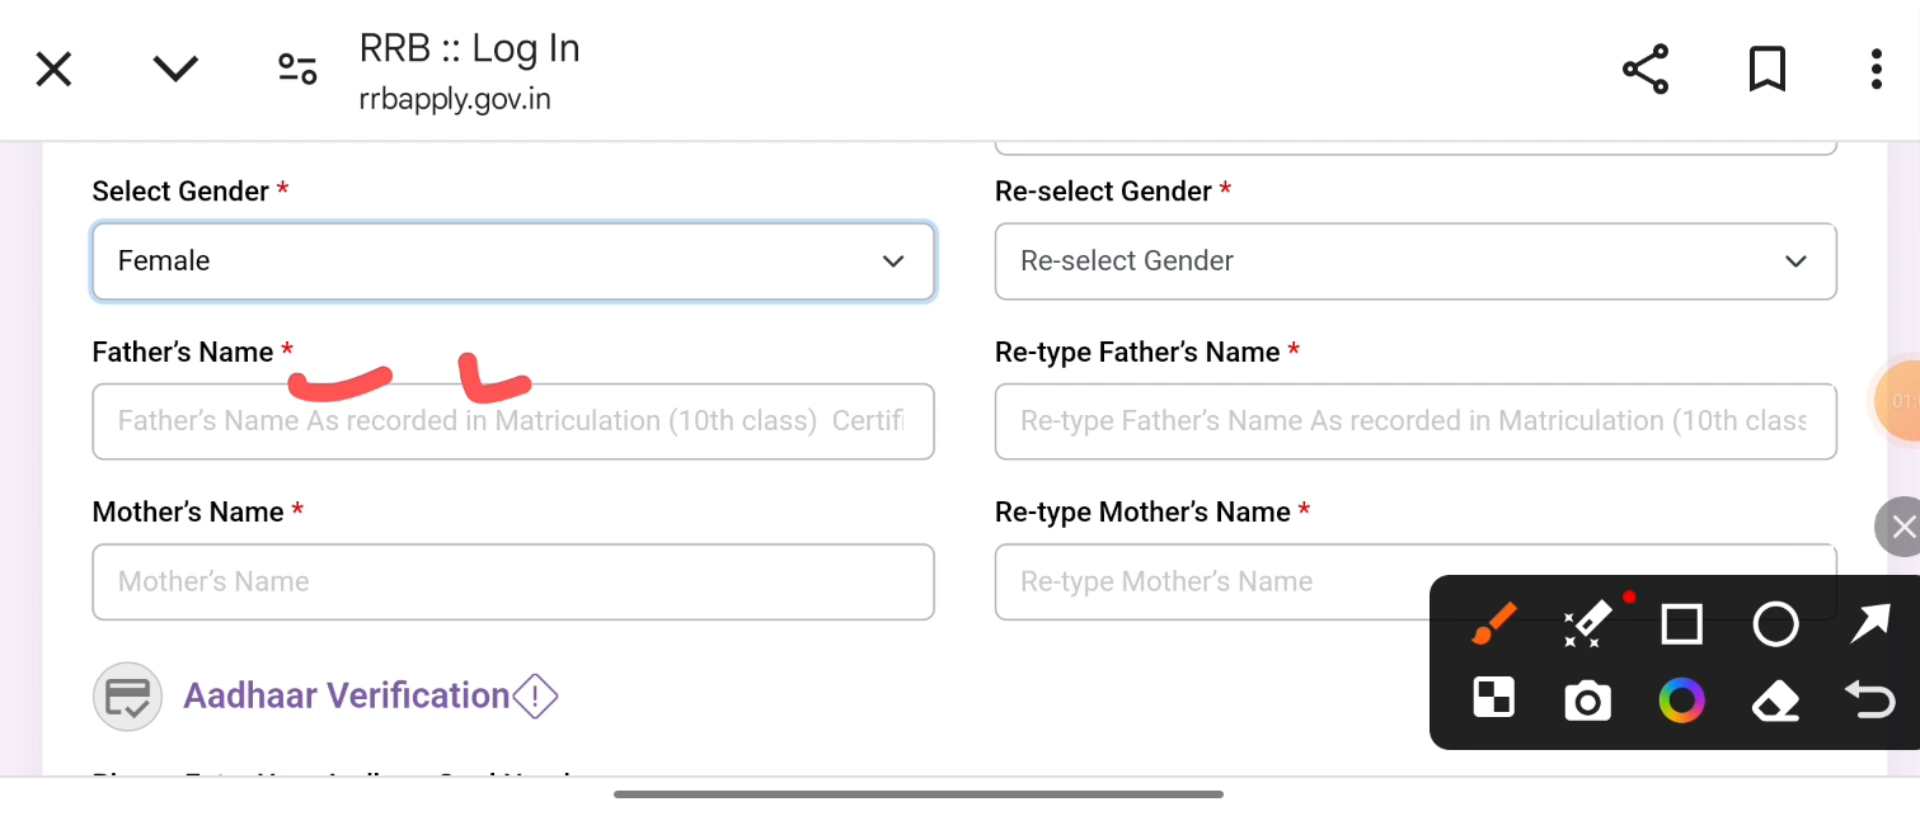 RRB :: Log In
rrbapply.gov.in
Select Gender *
Re-select Gender *
Female
Re-select Gender
Father's Name *
Re-type Father's Name *
Father's Name As recorded in Matriculation (10th class) Certifi
Re-type Father's Name As recorded in Matriculation (10th class
Mother's Name *
Re-type Mother's Name *
Mother's Name
Re-type Mother's Name
Aadhaar Verification